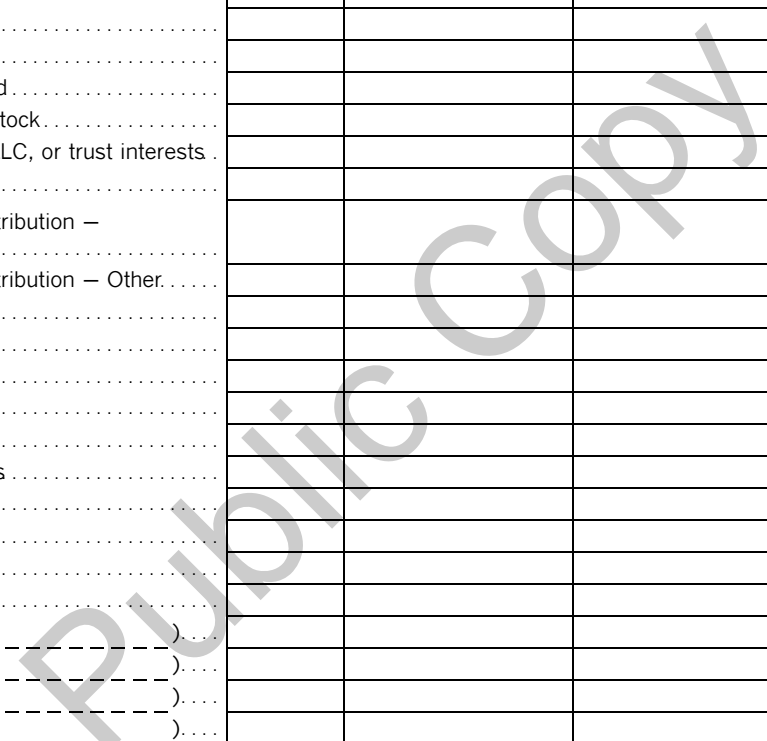 d
tock
LC, or trust interests
ribution —
ribution — Other
s
)
)
)
)
Public Copy